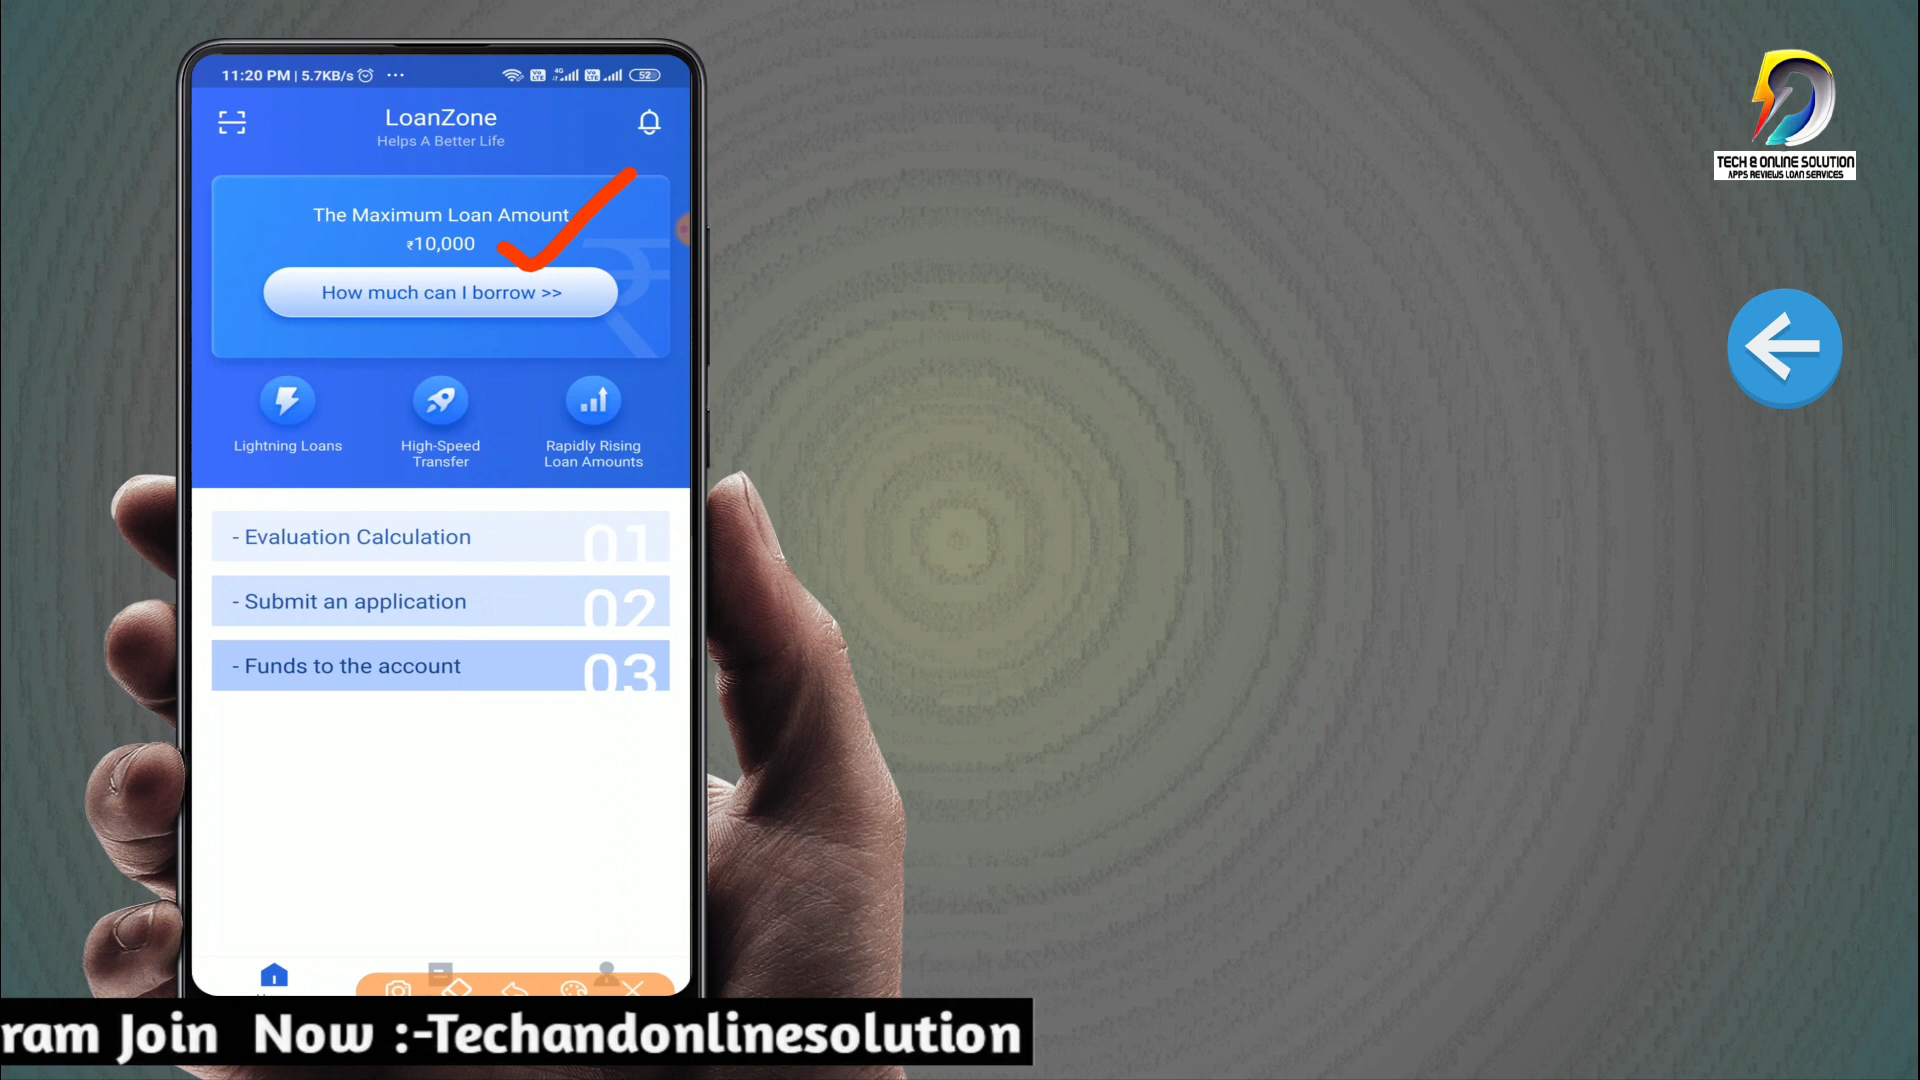 11:20 PM | 5.7KB/s
4G
52
LoanZone
Helps A Better Life
The Maximum Loan Amount
₹10,000
How much can I borrow >>
Lightning Loans
High-Speed
Transfer
Rapidly Rising
Loan Amounts
- Evaluation Calculation
01
- Submit an application
02
- Funds to the account
03
TECH & ONLINE SOLUTION
APPS REVIEWS LOAN SERVICES
ram Join Now :-Techandonlinesolution